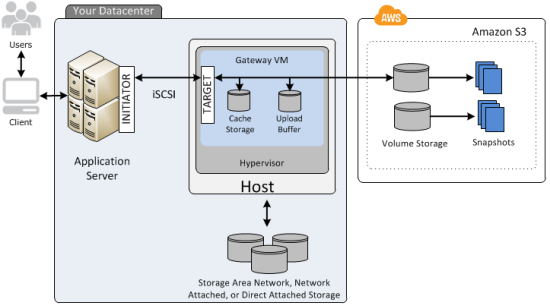 Your Datacenter
AWS
Users
Client
Application
Server
INITIATOR
iSCSI
TARGET
Gateway VM
Cache
Storage
Upload
Buffer
Hypervisor
Host
Storage Area Network, Network
Attached, or Direct Attached Storage
Amazon S3
Volume Storage
Snapshots